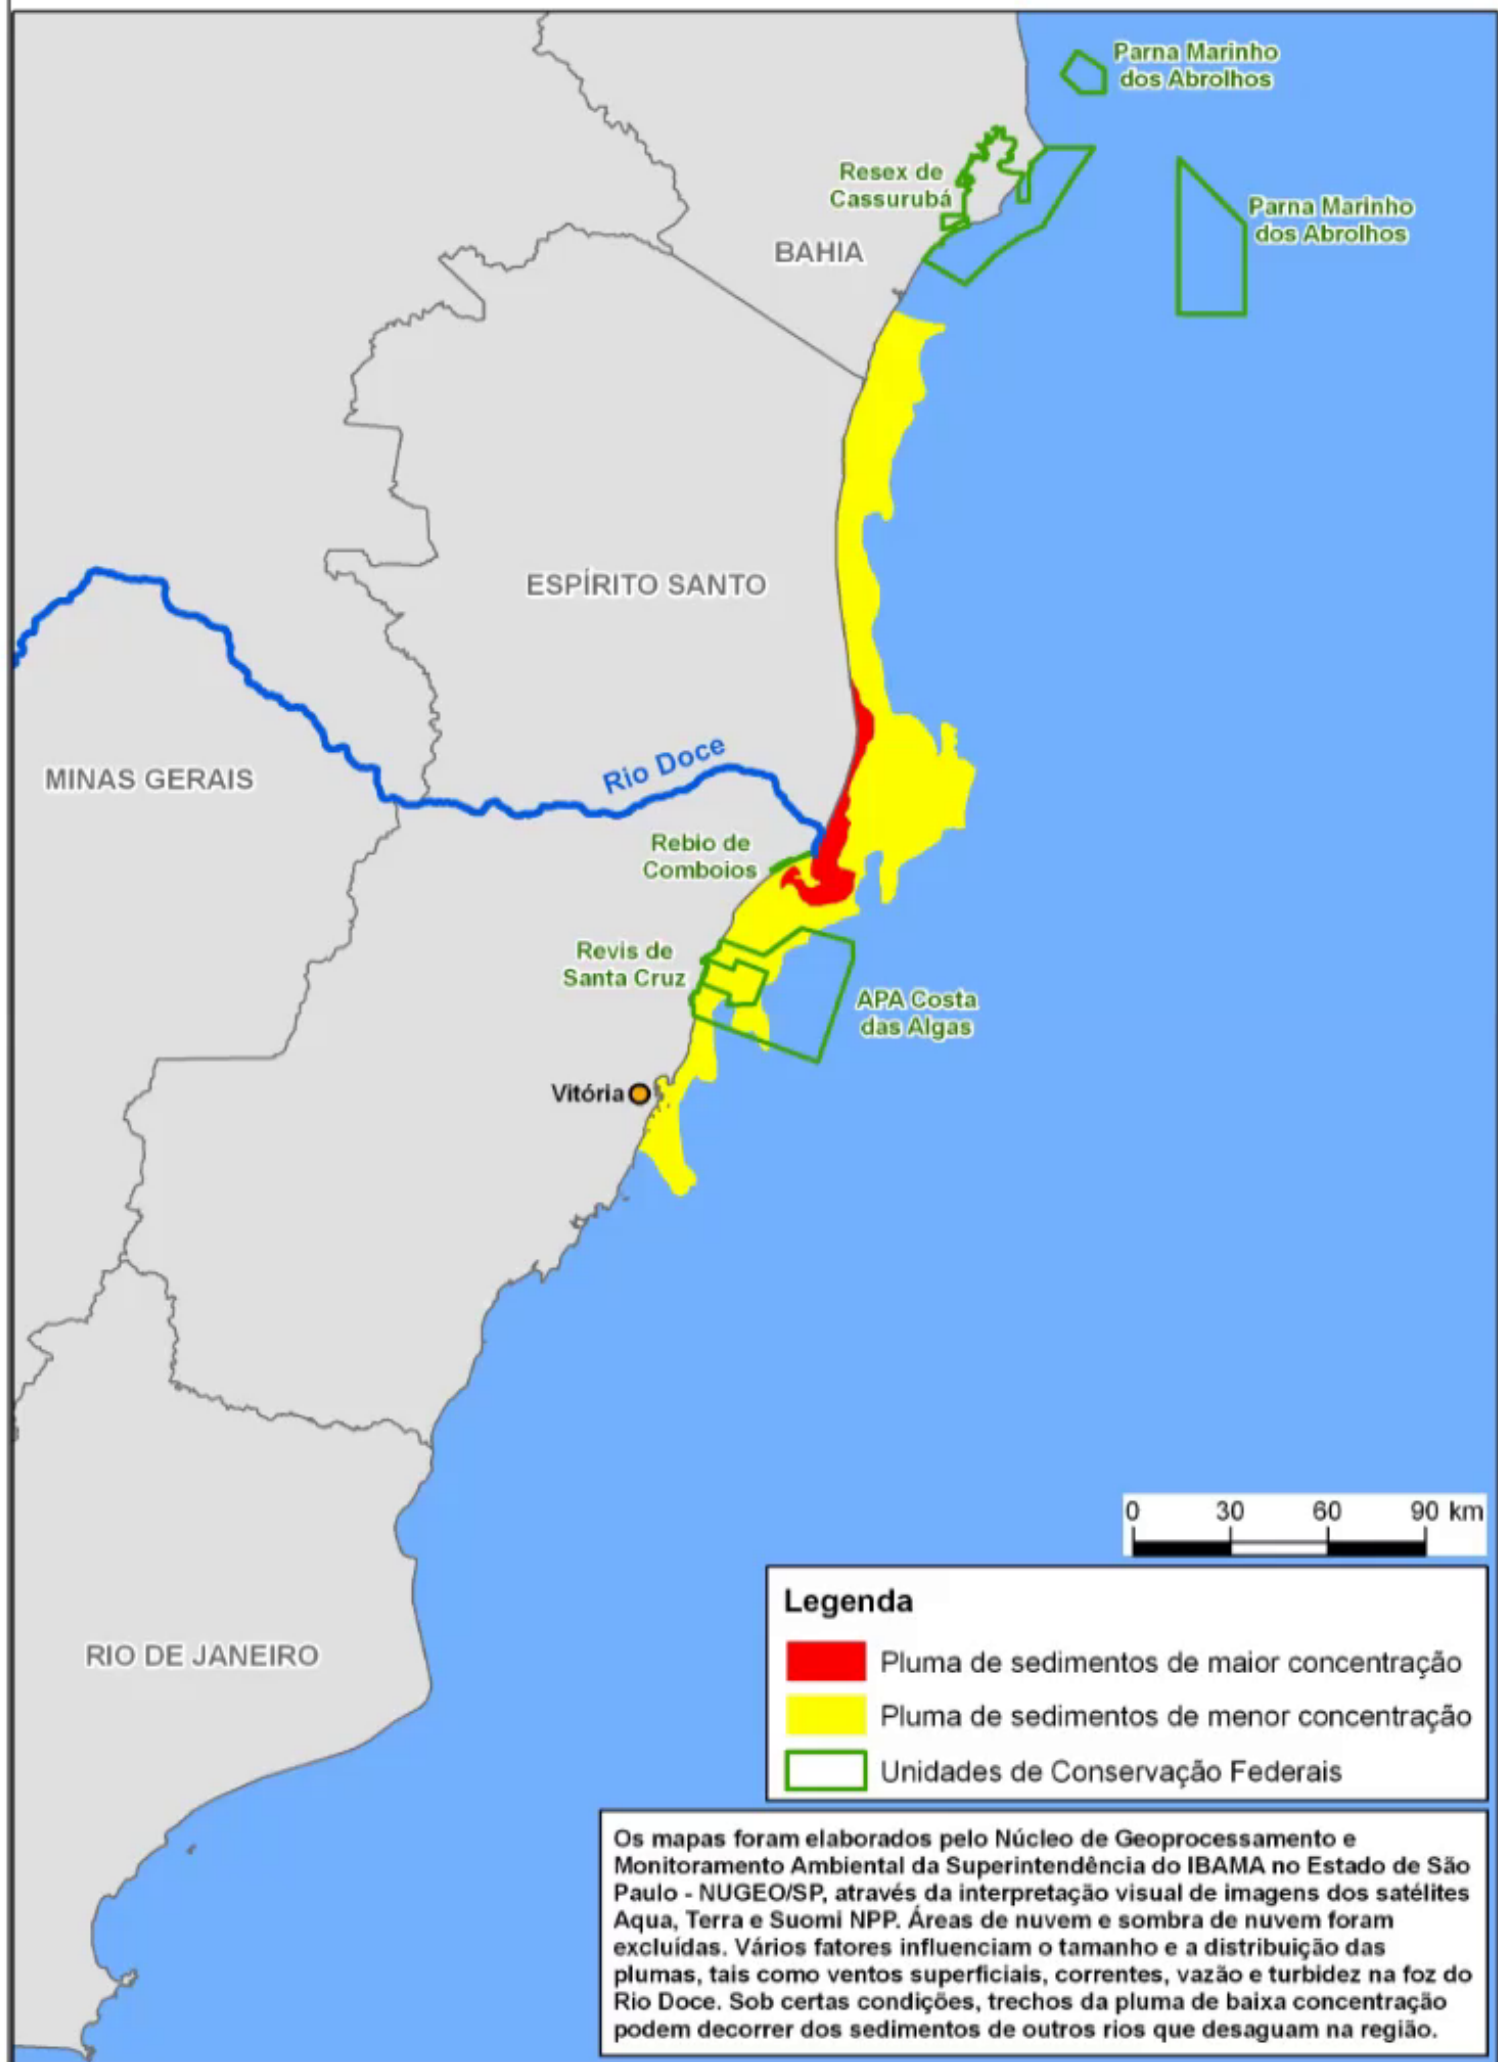 Parna Marinho
dos Abrolhos
Resex de
Cassurubá
Parna Marinho
dos Abrolhos
BAHIA
ESPÍRITO SANTO
Rio Doce
MINAS GERAIS
Rebio de
Comboios
Revis de
Santa Cruz
APA Costa
das Algas
Vitória
0 30 60 90 km
Legenda
Pluma de sedimentos de maior concentração
Pluma de sedimentos de menor concentração
Unidades de Conservação Federais
RIO DE JANEIRO
Os mapas foram elaborados pelo Núcleo de Geoprocessamento e
Monitoramento Ambiental da Superintendência do IBAMA no Estado de São
Paulo - NUGEO/SP, através da interpretação visual de imagens dos satélites
Aqua, Terra e Suomi NPP. Áreas de nuvem e sombra de nuvem foram
excluídas. Vários fatores influenciam o tamanho e a distribuição das
plumas, tais como ventos superficiais, correntes, vazão e turbidez na foz do
Rio Doce. Sob certas condições, trechos da pluma de baixa concentração
podem decorrer dos sedimentos de outros rios que desaguam na região.